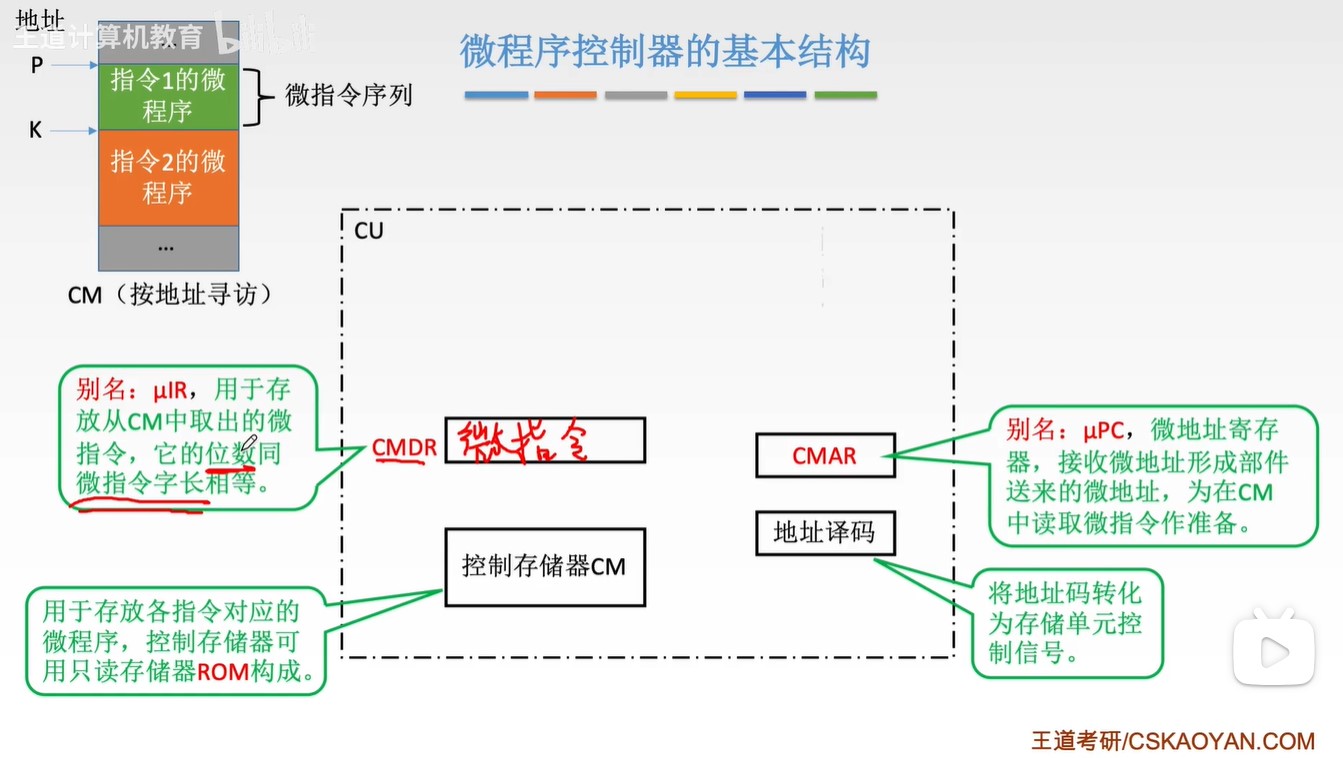 地址
王道计算机教育
...
微程序控制器的基本结构
P
指令1的微
程序
微指令序列
K
指令2的微
程序
...
CM（按地址寻访）
CU
别名：μIR，用于存
放从CM中取出的微
指令，它的位数同
微指令字长相等。
CMDR
微指令
CMAR
别名：μPC，微地址寄存
器，接收微地址形成部件
送来的微地址，为在CM
中读取微指令作准备。
地址译码
控制存储器CM
将地址码转化
为存储单元控
制信号。
用于存放各指令对应的
微程序，控制存储器可
用只读存储器ROM构成。
王道考研/CSKAOYAN.COM